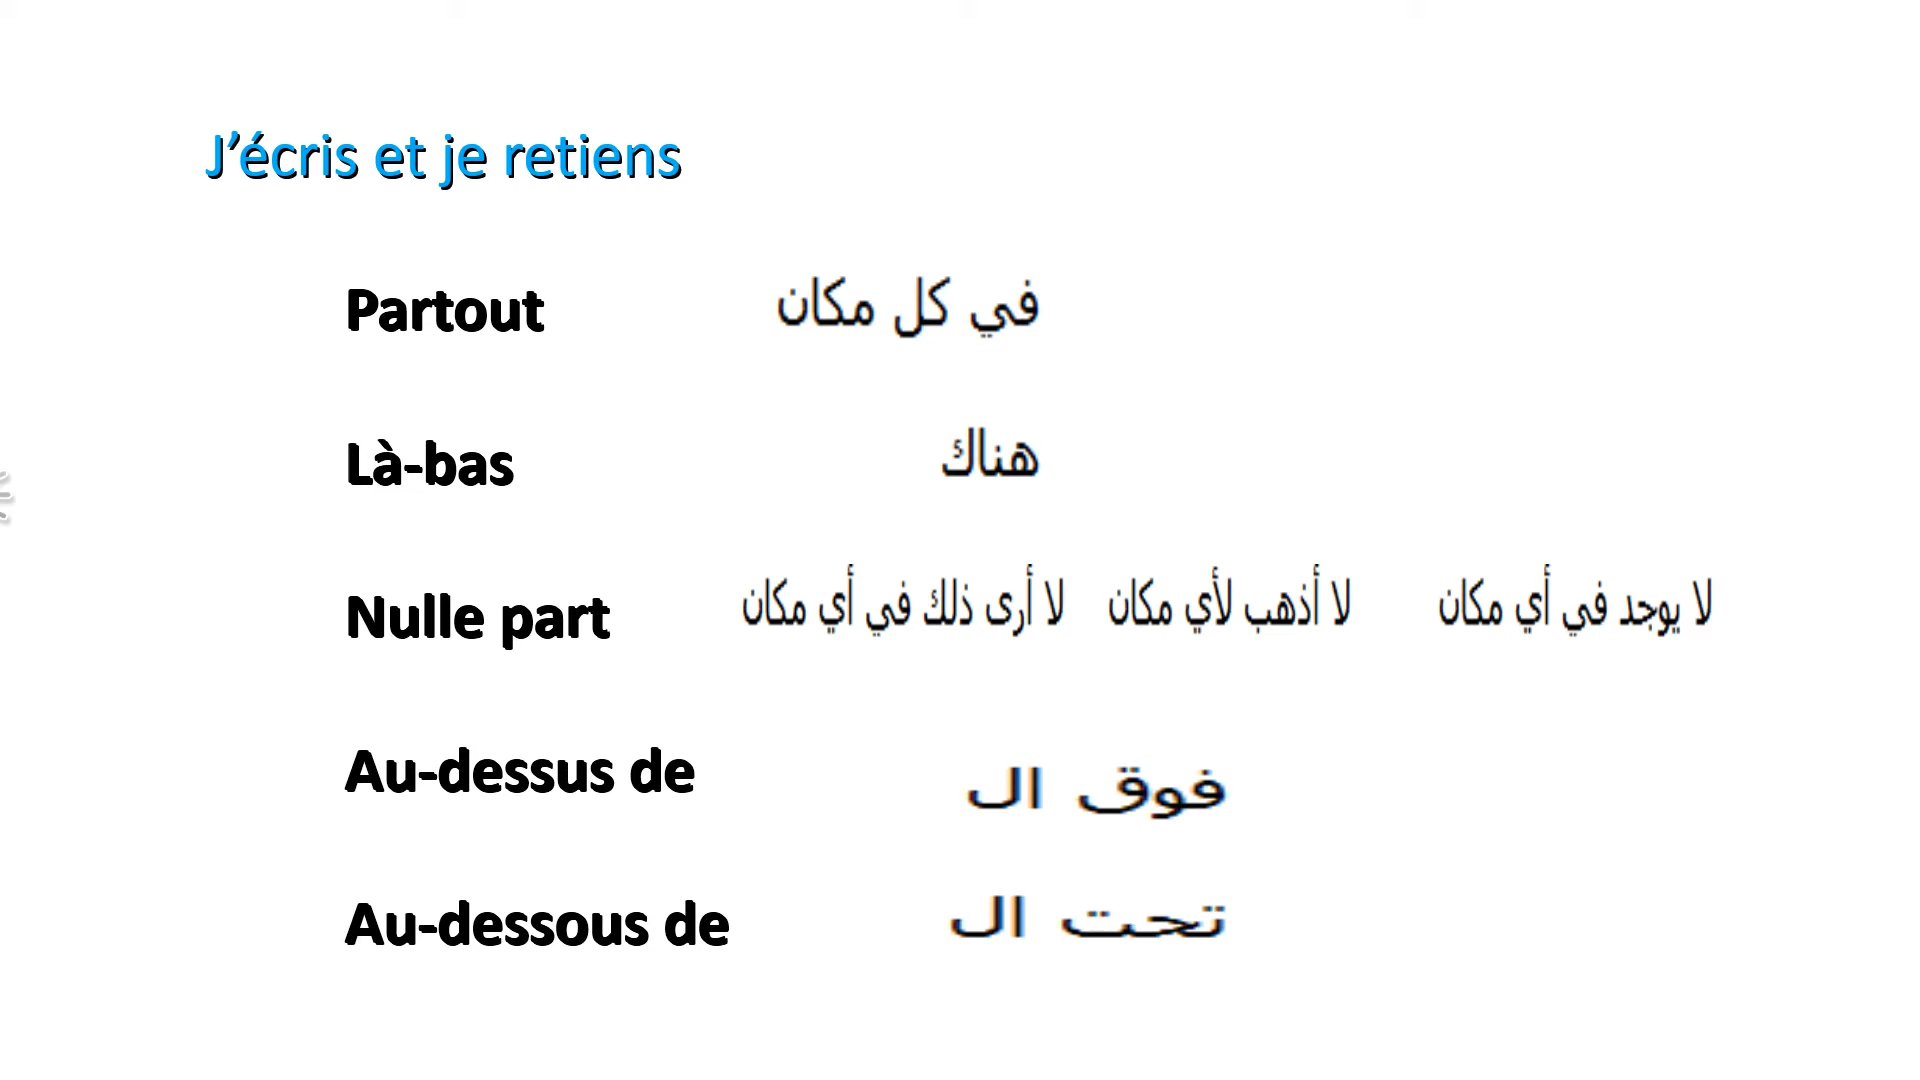 J’écris et je retiens
Partout في كل مكان
Là-bas هناك
Nulle part لا أرى ذلك في أي مكان لا أذهب لأي مكان لا يوجد في أي مكان
Au-dessus de فوق ال
Au-dessous de تحت ال